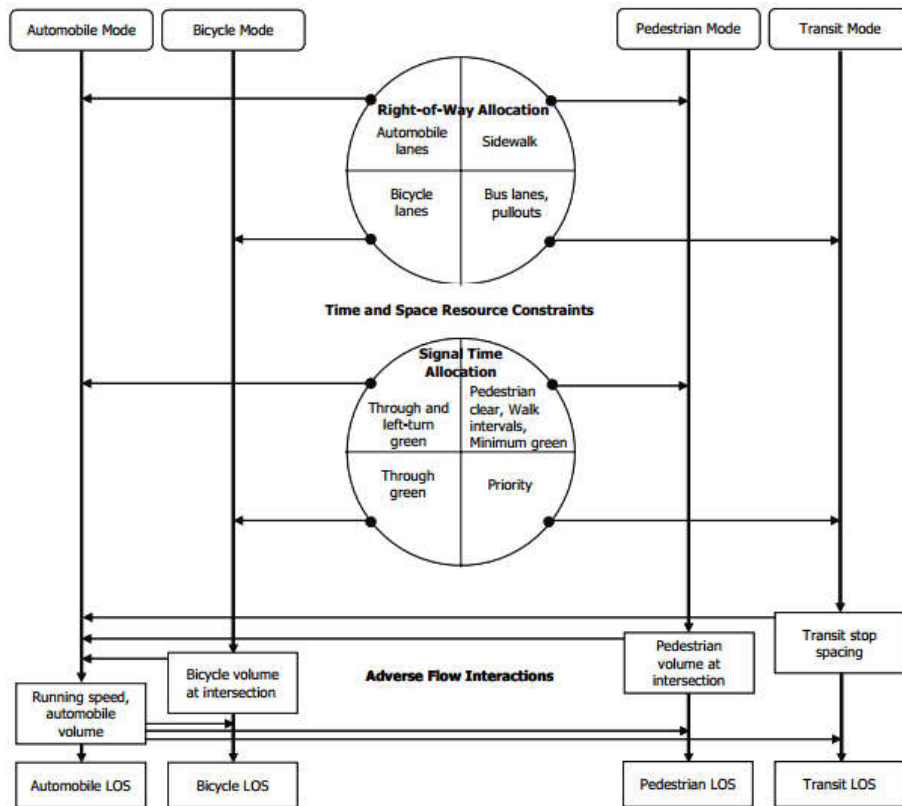 Automobile Mode
Bicycle Mode
Pedestrian Mode
Transit Mode
Right-of-Way Allocation
Automobile
lanes
Sidewalk
Bicycle
lanes
Bus lanes,
pullouts
Time and Space Resource Constraints
Signal Time
Allocation
Through and
left-turn
green
Pedestrian
clear, Walk
intervals,
Minimum green
Through
green
Priority
Transit stop
spacing
Pedestrian
volume at
intersection
Bicycle volume
at intersection
Adverse Flow Interactions
Running speed,
automobile
volume
Automobile LOS
Bicycle LOS
Pedestrian LOS
Transit LOS